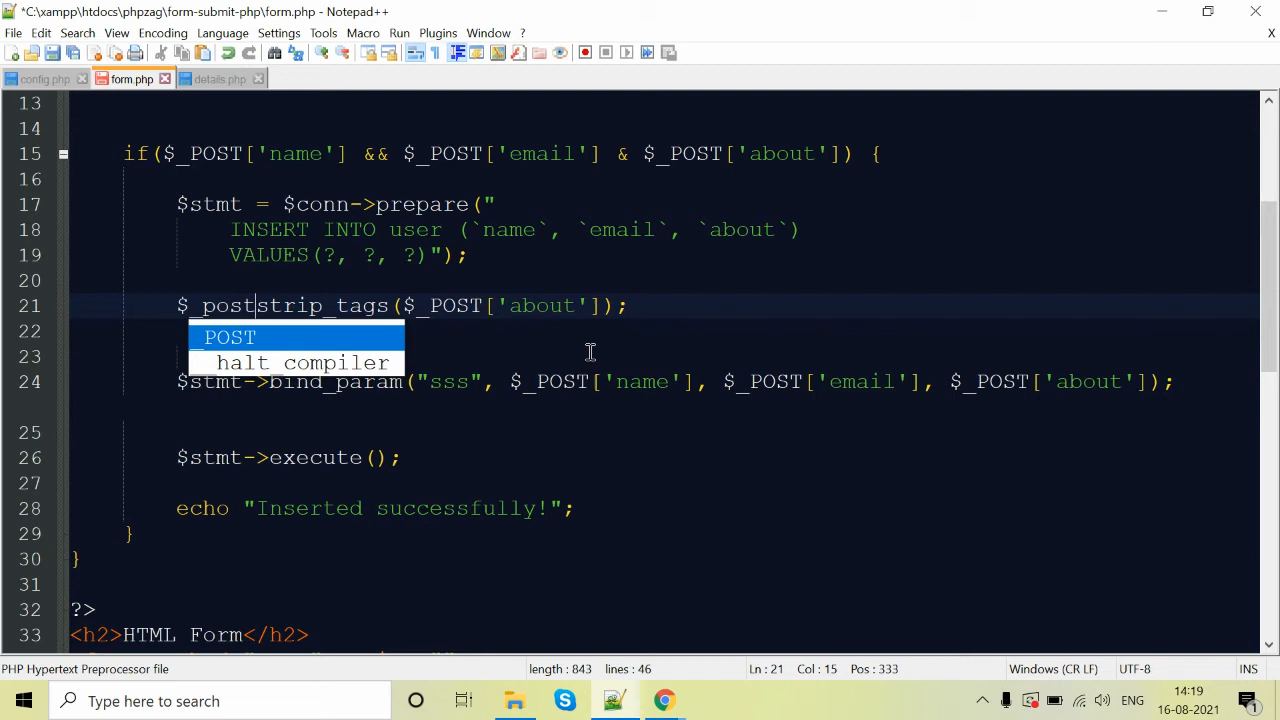 *C:\xampp\htdocs\phpzag\form-submit-php\form.php - Notepad++
File Edit Search View Encoding Language Settings Tools Macro Run Plugins Window ? X
config.php form.php details.php
13
14
15 if($_POST['name'] && $_POST['email'] & $_POST['about']) {
16
17 $stmt = $conn->prepare("
18 INSERT INTO user (`name`, `email`, `about`)
19 VALUES(?, ?, ?)");
20
21 $_poststrip_tags($_POST['about']);
22 _POST
23 __halt_compiler
24 $stmt->bind_param("sss", $_POST['name'], $_POST['email'], $_POST['about']);
25
26 $stmt->execute();
27
28 echo "Inserted successfully!";
29 }
30 }
31
32 ?>
33 <h2>HTML Form</h2>
PHP Hypertext Preprocessor file length : 843 lines : 46 Ln : 21 Col : 15 Pos : 333 Windows (CR LF) UTF-8 INS
Type here to search ENG 14:19
16-08-2021 1